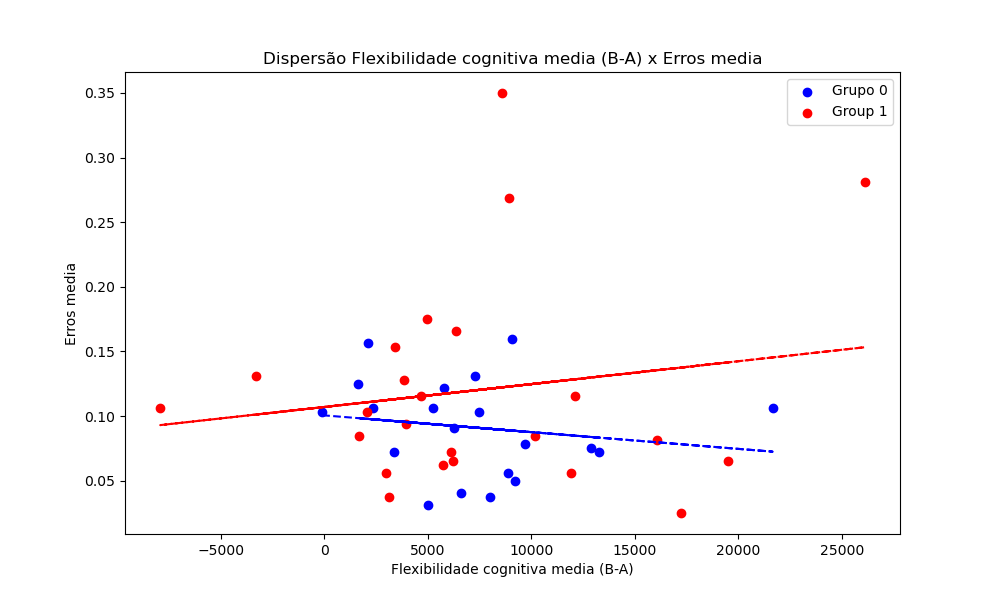 Dispersão Flexibilidade cognitiva media (B-A) x Erros media
Grupo 0
Group 1
0.35
0.30
0.25
0.20
0.15
0.10
0.05
Erros media
−5000 0 5000 10000 15000 20000 25000
Flexibilidade cognitiva media (B-A)